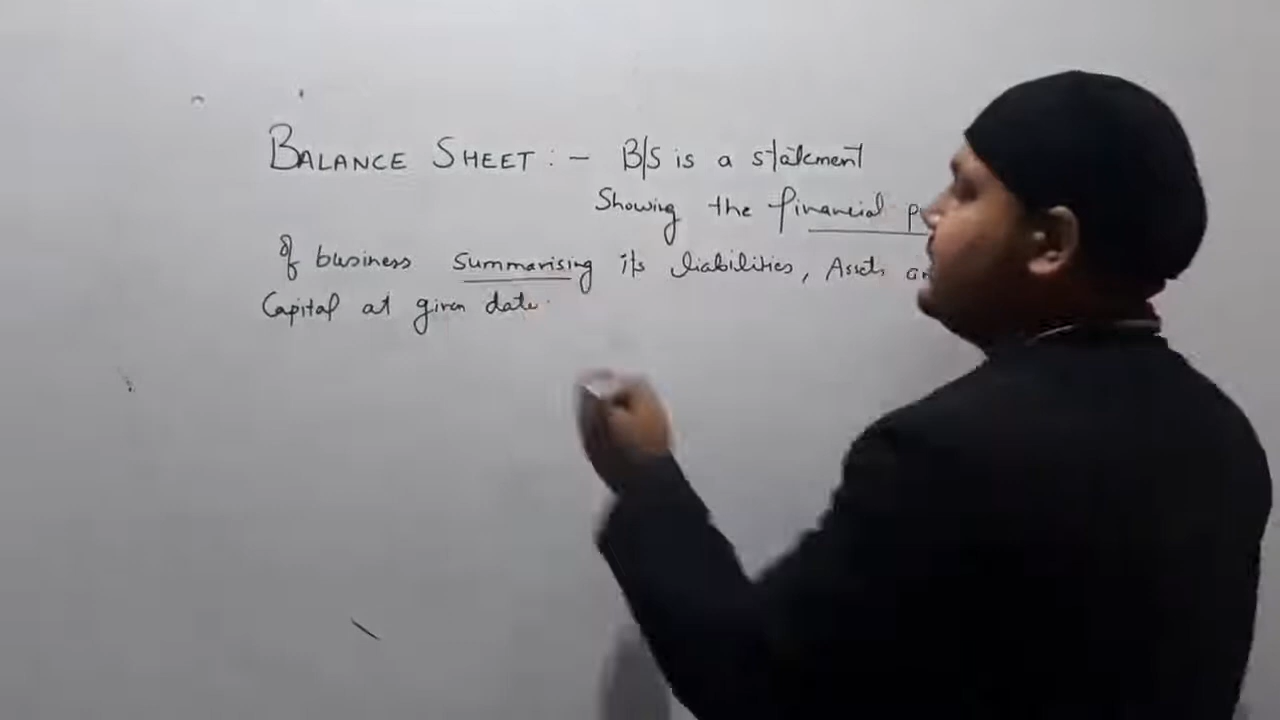 BALANCE SHEET :- B/S is a statement
Showing the financial
of business summarising its liabilities, Assets
Capital at given date.